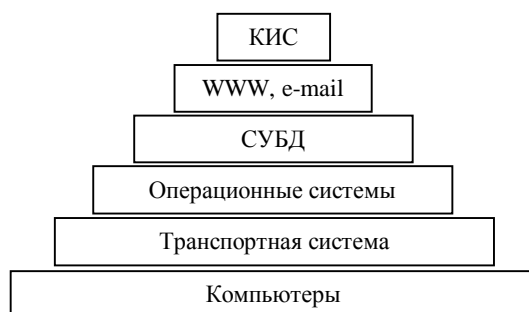 КИС
WWW, e-mail
СУБД
Операционные системы
Транспортная система
Компьютеры